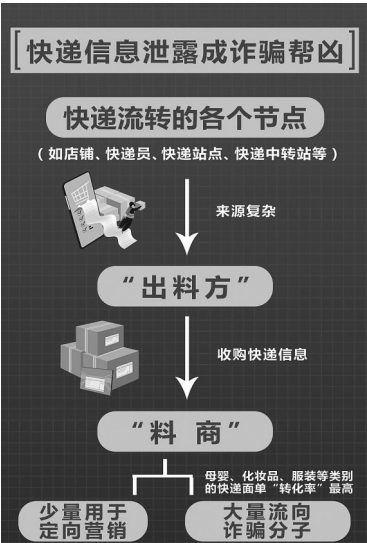 快递信息泄露成诈骗帮凶
快递流转的各个节点
（如店铺、快递员、快递站点、快递中转站等）
来源复杂
“出料方”
收购快递信息
“料 商”
母婴、化妆品、服装等类别
的快递面单“转化率”最高
少量用于
定向营销
大量流向
诈骗分子